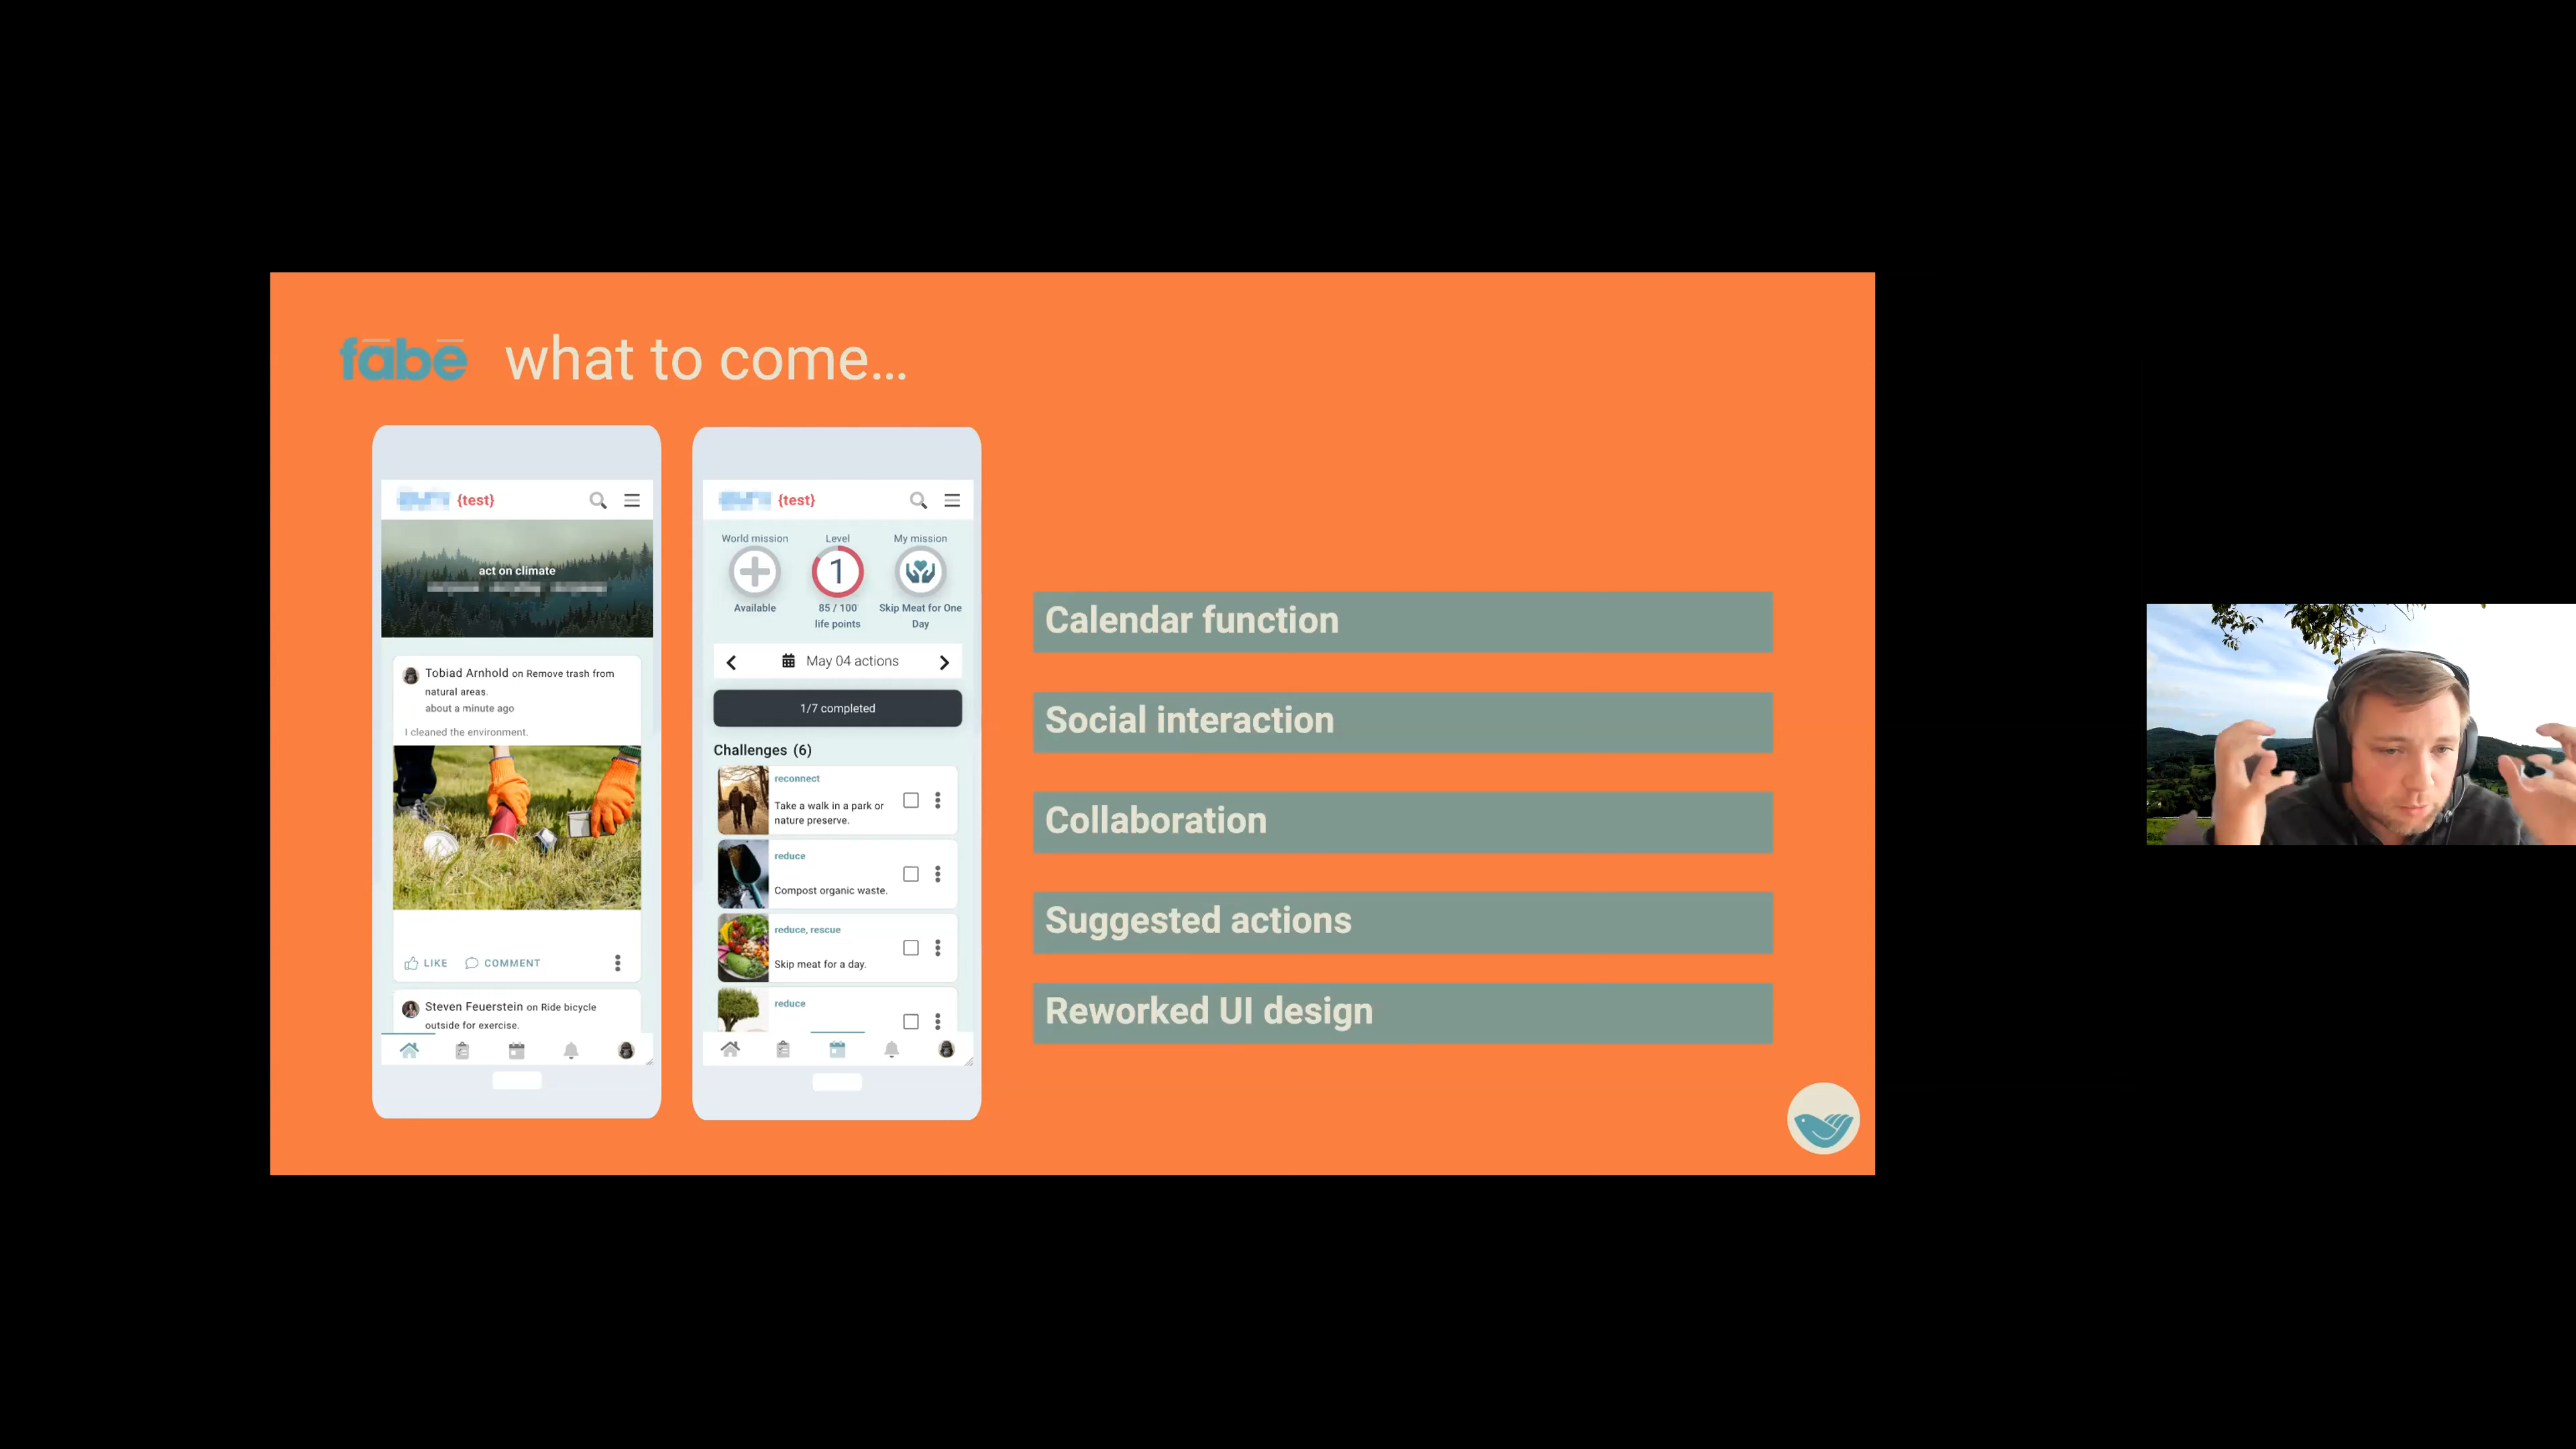 fābē what to come...
{test}
act on climate
Tobiad Arnhold on Remove trash from
natural areas.
about a minute ago
I cleaned the environment.
LIKE COMMENT
Steven Feuerstein on Ride bicycle
outside for exercise.
{test}
World mission Level My mission
1
Available 85 / 100 Skip Meat for One
life points Day
May 04 actions
1/7 completed
Challenges (6)
reconnect
Take a walk in a park or
nature preserve.
reduce
Compost organic waste.
reduce, rescue
Skip meat for a day.
reduce
Calendar function
Social interaction
Collaboration
Suggested actions
Reworked UI design